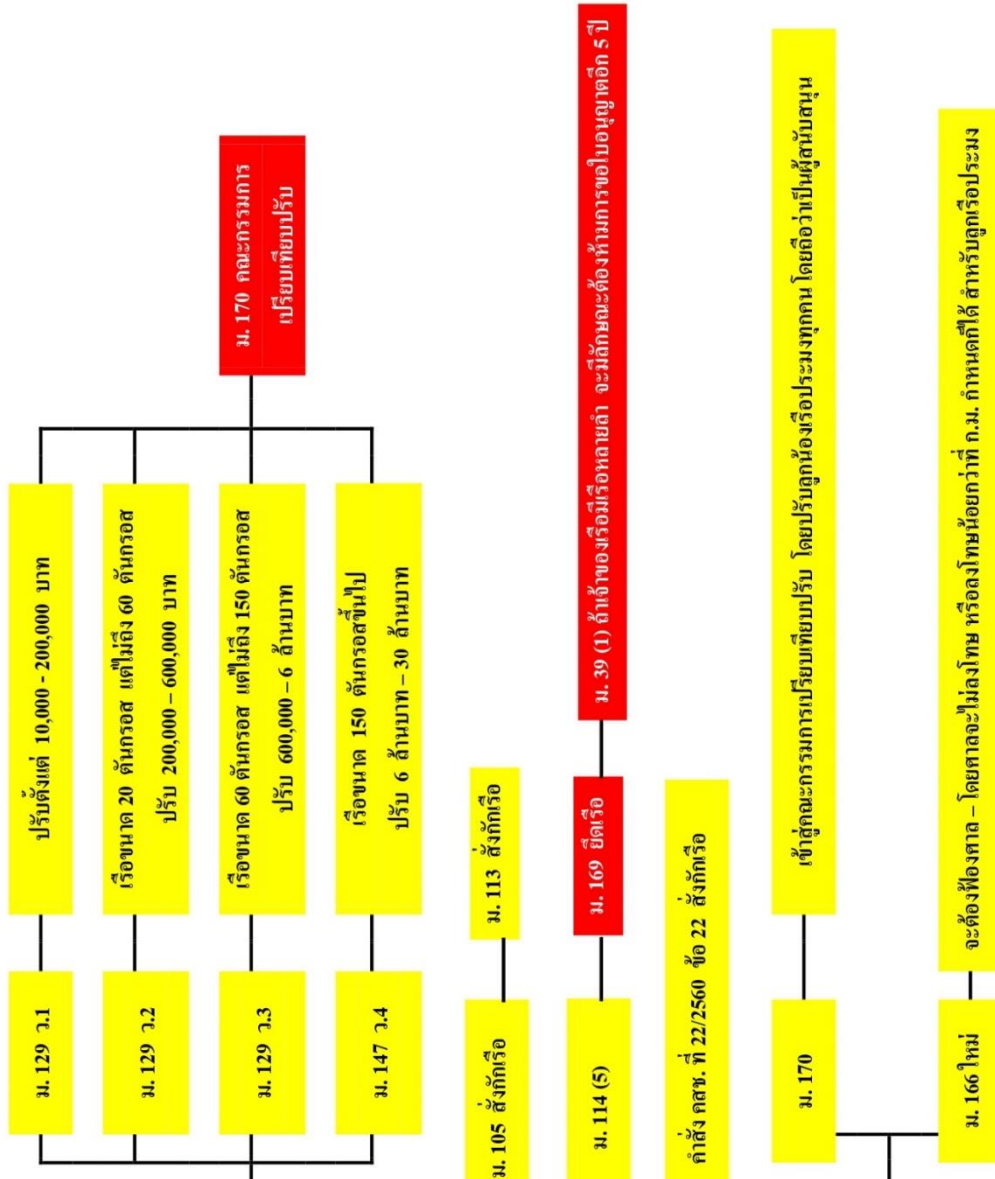 ม. 129 ว.1
ปรับตั้งแต่ 10,000 - 200,000 บาท
ม. 129 ว.2
เรือขนาด 20 ตันกรอส แต่ไม่ถึง 60 ตันกรอส
ปรับ 200,000 – 600,000 บาท
ม. 129 ว.3
เรือขนาด 60 ตันกรอส แต่ไม่ถึง 150 ตันกรอส
ปรับ 600,000 – 6 ล้านบาท
ม. 147 ว.4
เรือขนาด 150 ตันกรอสขึ้นไป
ปรับ 6 ล้านบาท – 30 ล้านบาท
ม. 170 คณะกรรมการ
เปรียบเทียบปรับ
ม. 105 สั่งกักเรือ
ม. 113 สั่งกักเรือ
ม. 114 (5)
ม. 169 ยึดเรือ
ม. 39 (1) ถ้าเจ้าของเรือมีเรือหลายลำ จะมีลักษณะต้องห้ามการขอใบอนุญาตอีก 5 ปี
คำสั่ง คสช. ที่ 22/2560 ข้อ 22 สั่งกักเรือ
ม. 170
เข้าสู่คณะกรรมการเปรียบเทียบปรับ โดยปรับลูกน้องเรือประมงทุกคน โดยถือว่าเป็นผู้สนับสนุน
ม. 166 ใหม่
จะต้องฟ้องศาล – โดยศาลจะไม่ลงโทษ หรือลงโทษน้อยกว่าที่ ก.ม. กำหนดก็ได้ สำหรับลูกเรือประมง